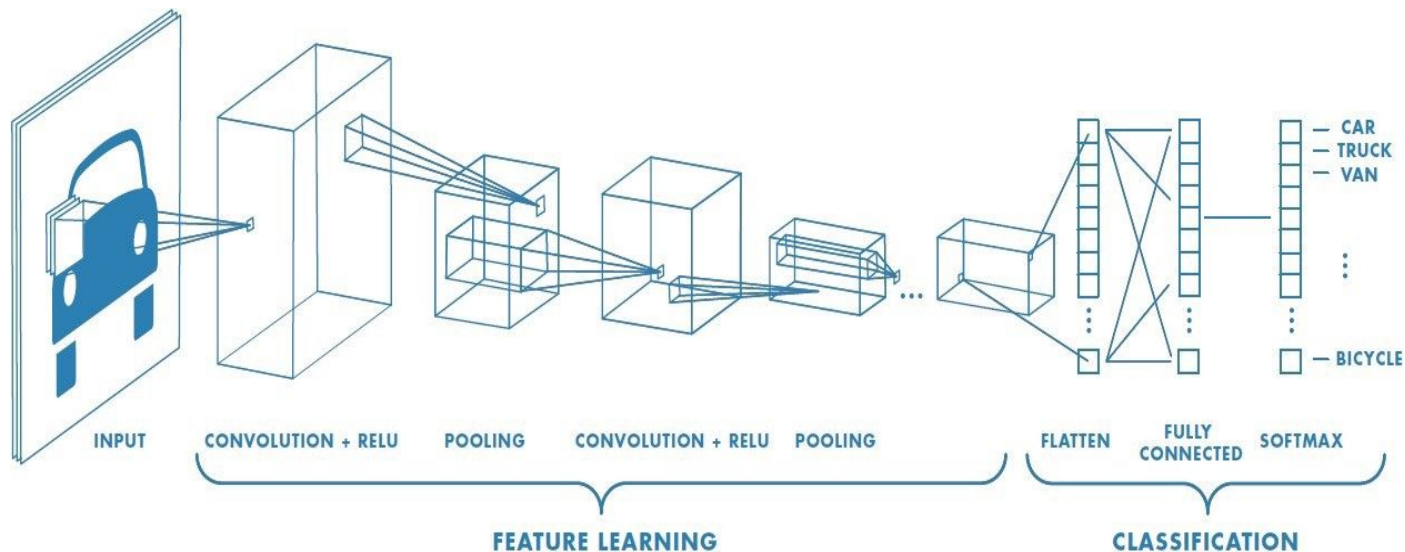 CAR
TRUCK
VAN
BICYCLE
INPUT
CONVOLUTION + RELU
POOLING
CONVOLUTION + RELU
POOLING
FLATTEN
FULLY
CONNECTED
SOFTMAX
FEATURE LEARNING
CLASSIFICATION